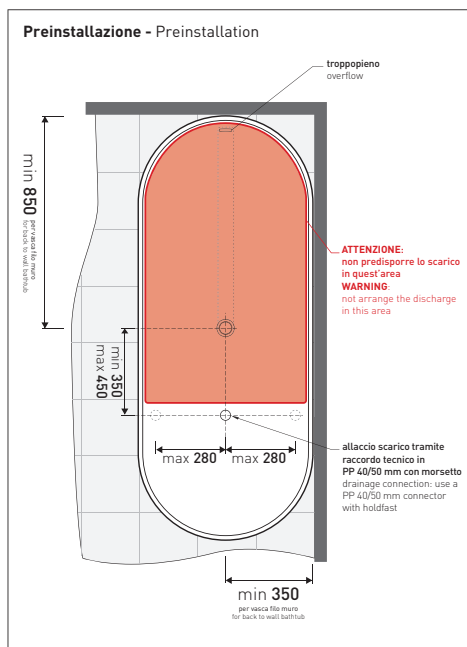 Preinstallazione - Preinstallation
troppopieno
overflow
min 850
per vasca filo muro
for back to wall bathtub
ATTENZIONE:
non predisporre lo scarico
in quest'area
WARNING:
not arrange the discharge
in this area
min 350
max 450
max 280
max 280
allaccio scarico tramite
raccordo tecnico in
PP 40/50 mm con morsetto
drainage connection: use a
PP 40/50 mm connector
with holdfast
min 350
per vasca filo muro
for back to wall bathtub